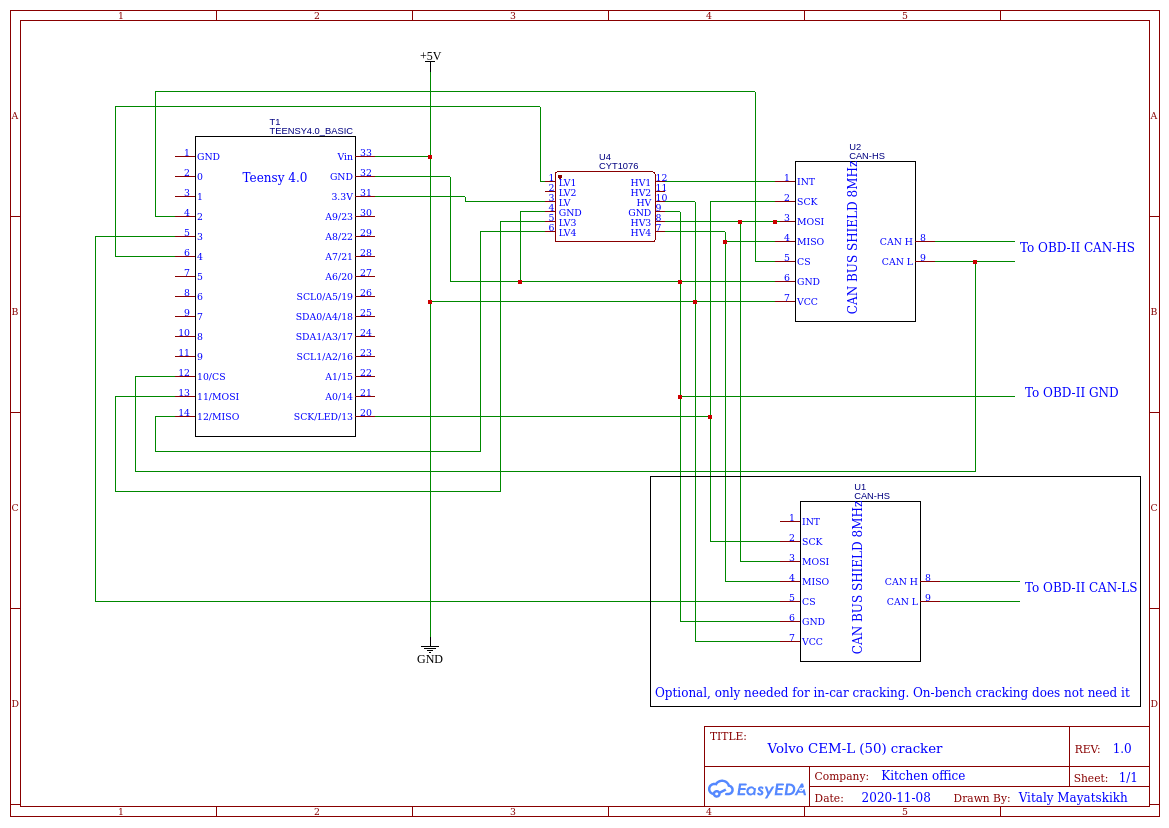 1 2 3 4 5
A A
B B
C C
D D
+5V
T1
TEENSY4.0_BASIC
Teensy 4.0
1 GND Vin 33
2 0 GND 32
3 1 3.3V 31
4 2 A9/23 30
5 3 A8/22 29
6 4 A7/21 28
7 5 A6/20 27
8 6 SCL0/A5/19 26
9 7 SDA0/A4/18 25
10 8 SDA1/A3/17 24
11 9 SCL1/A2/16 23
12 10/CS A1/15 22
13 11/MOSI A0/14 21
14 12/MISO SCK/LED/13 20
U4
CYT1076
1 LV1 HV1 12
2 LV2 HV2 11
3 LV HV 10
4 GND GND 9
5 LV3 HV3 8
6 LV4 HV4 7
U2
CAN-HS
CAN BUS SHIELD 8MHz
1 INT
2 SCK
3 MOSI
4 MISO CAN H 8
5 CS CAN L 9
6 GND
7 VCC
To OBD-II CAN-HS
To OBD-II GND
U1
CAN-HS
CAN BUS SHIELD 8MHz
1 INT
2 SCK
3 MOSI
4 MISO CAN H 8
5 CS CAN L 9
6 GND
7 VCC
To OBD-II CAN-LS
GND
Optional, only needed for in-car cracking. On-bench cracking does not need it
TITLE:
Volvo CEM-L (50) cracker
REV: 1.0
EasyEDA
Company: Kitchen office
Sheet: 1/1
Date: 2020-11-08 Drawn By: Vitaly Mayatskikh
1 2 3 4 5